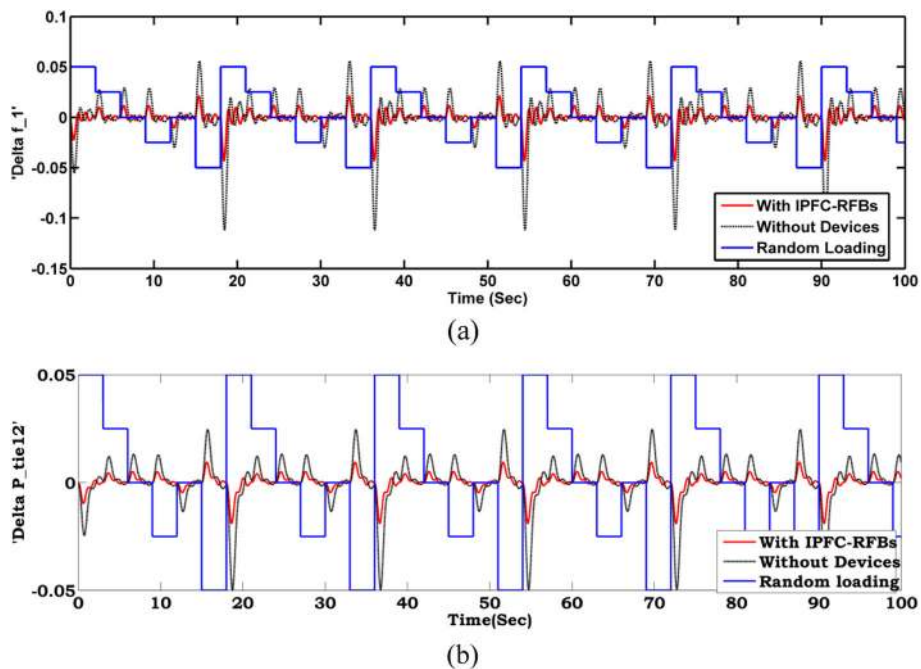 0.1
0.05
0
-0.05
-0.1
-0.15
'Delta f_1'
With IPFC-RFBs
Without Devices
Random Loading
0 10 20 30 40 50 60 70 80 90 100
Time (Sec)
(a)
0.05
0
-0.05
'Delta P_tie12'
With IPFC-RFBs
Without Devices
Random loading
0 10 20 30 40 50 60 70 80 90 100
Time(Sec)
(b)